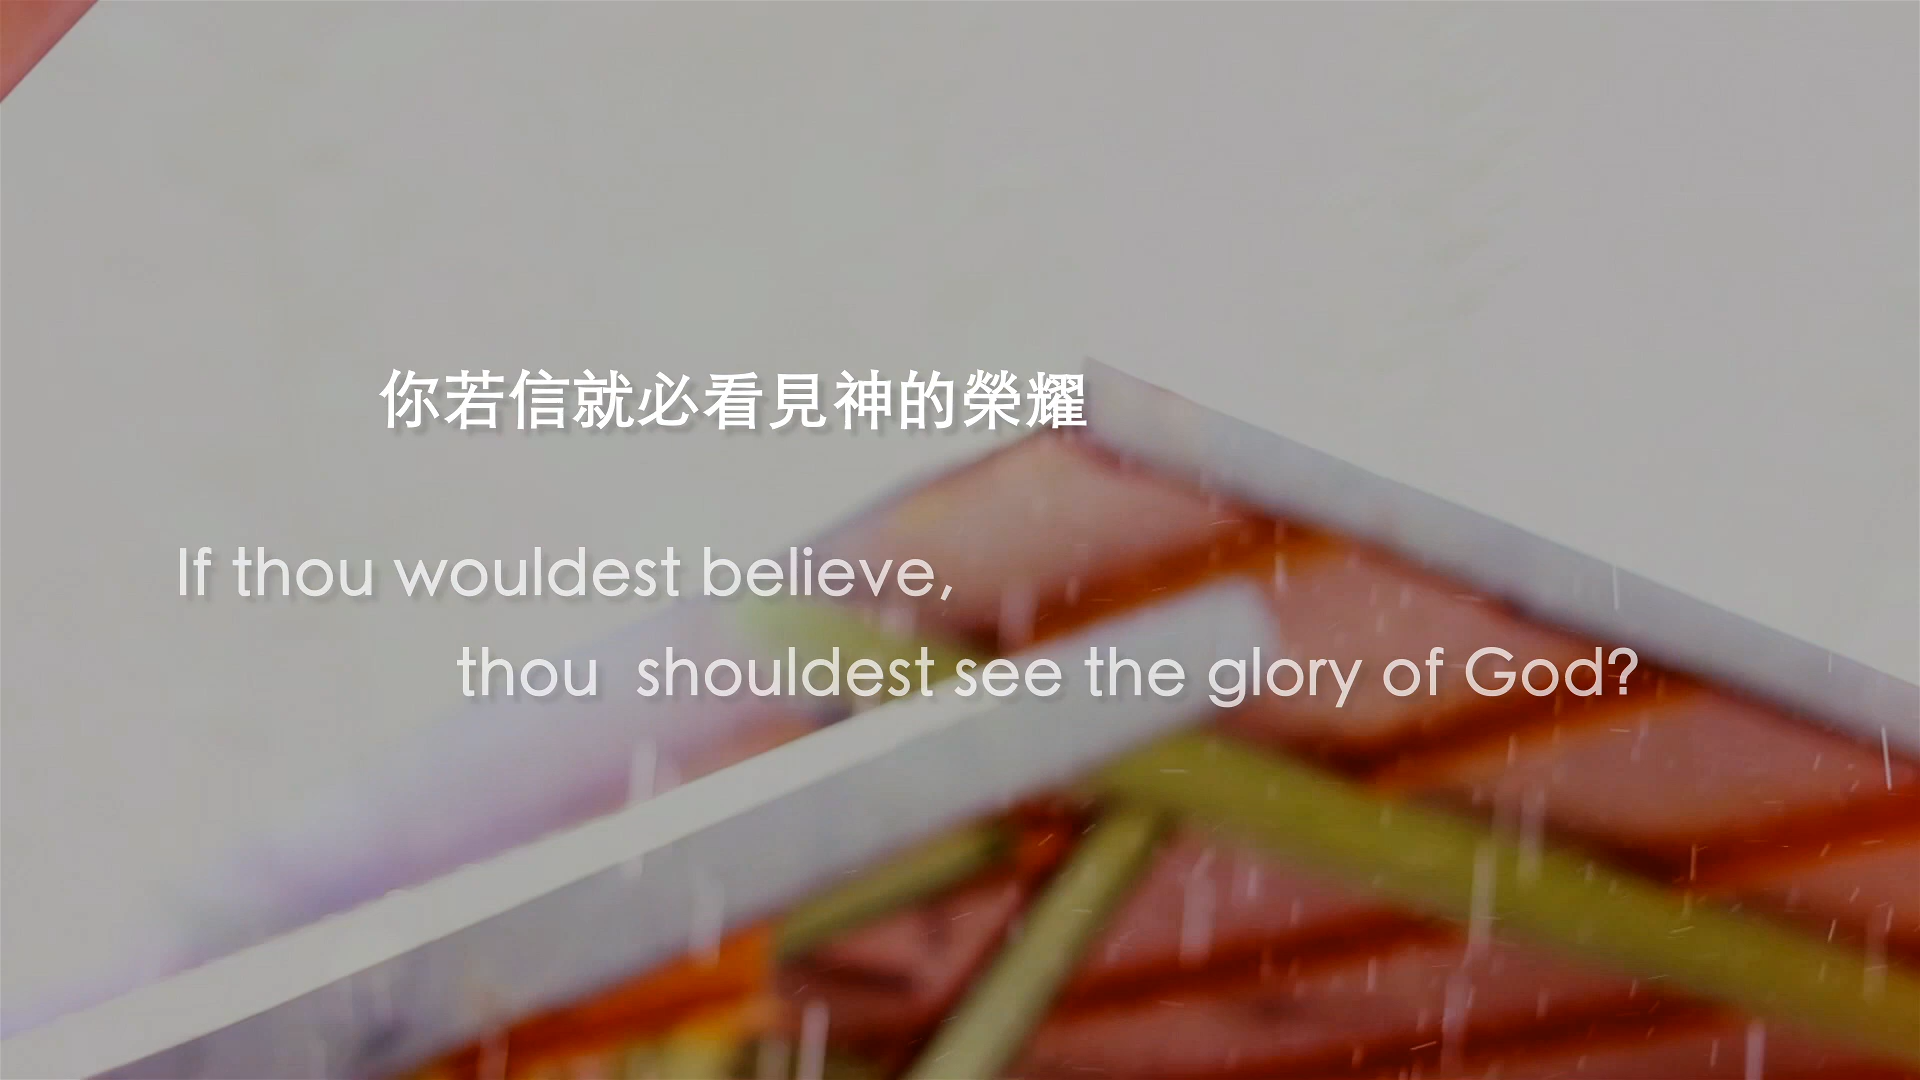 你若信就必看見神的榮耀
If thou wouldest believe,
thou shouldest see the glory of God?